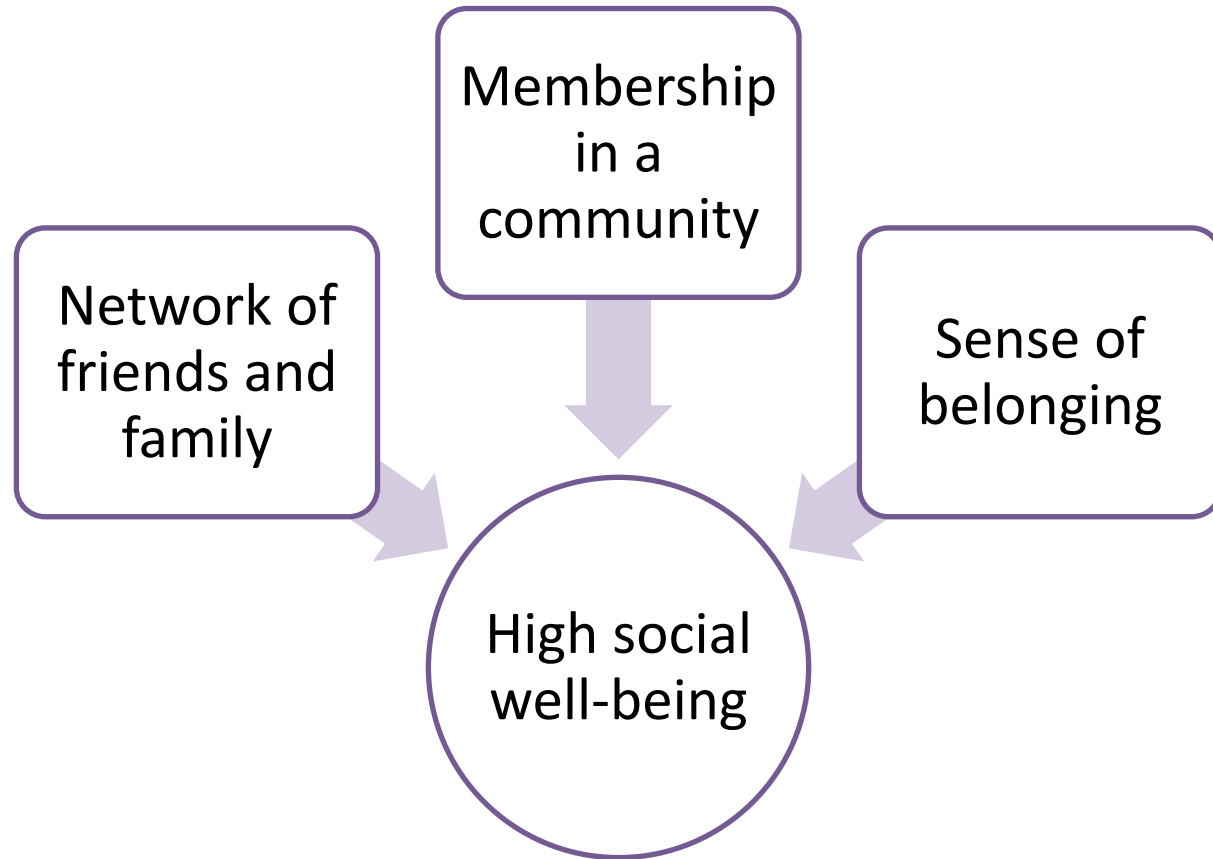 Membership
in a
community
Network of
friends and
family
Sense of
belonging
High social
well-being